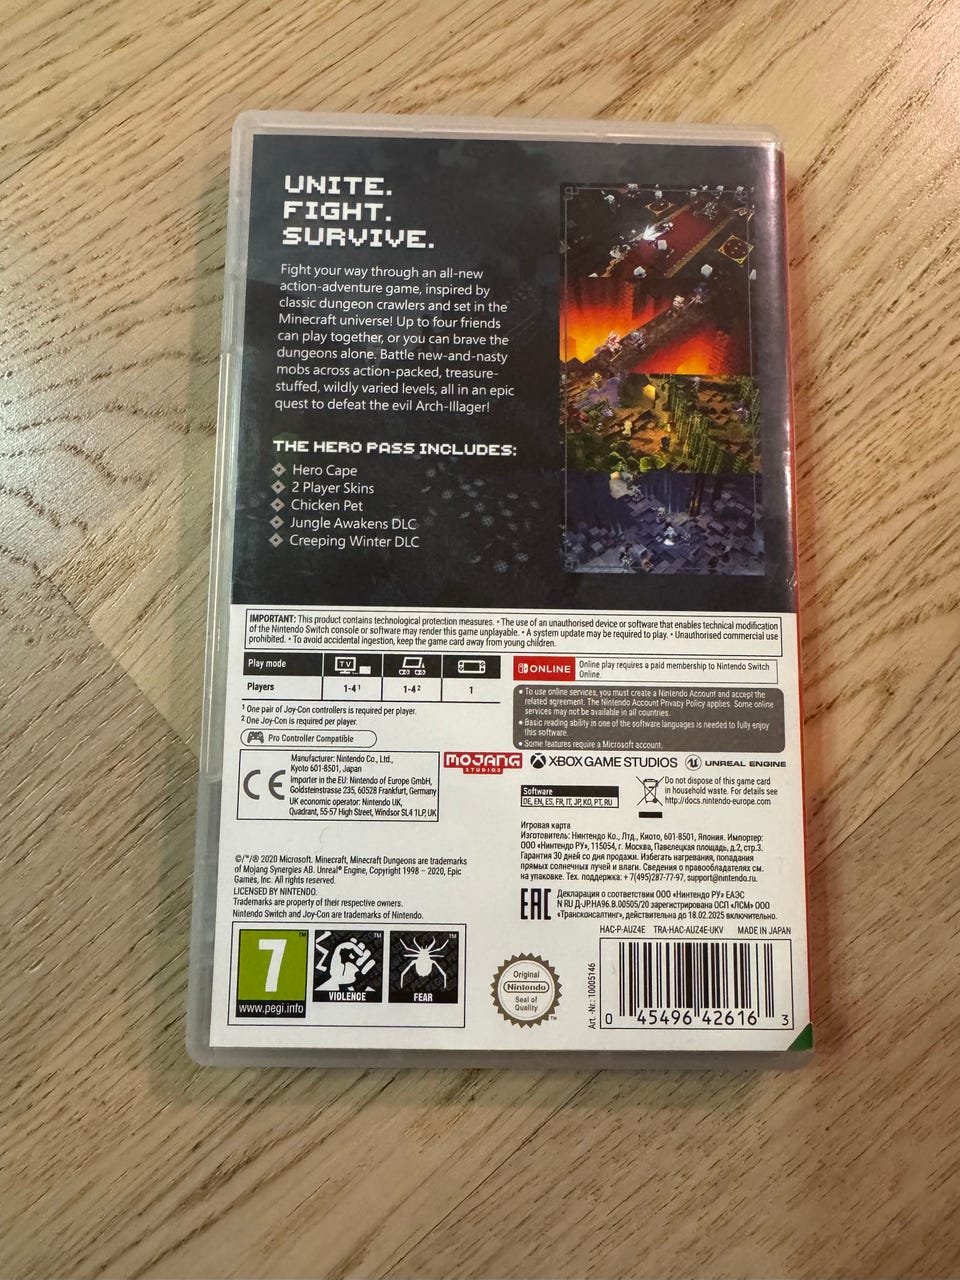 UNITE.
FIGHT.
SURVIVE.
Fight your way through an all-new
action-adventure game, inspired by
classic dungeon crawlers and set in the
Minecraft universe! Up to four friends
can play together, or you can brave the
dungeons alone. Battle new-and-nasty
mobs across action-packed, treasure-
stuffed, wildly varied levels, all in an epic
quest to defeat the evil Arch-Illager!
THE HERO PASS INCLUDES:
Hero Cape
2 Player Skins
Chicken Pet
Jungle Awakens DLC
Creeping Winter DLC
IMPORTANT: This product contains technological protection measures. • The use of an unauthorised device or software that enables technical modification
of the Nintendo Switch console or software may render this game unplayable. • A system update may be required to play. • Unauthorised commercial use
prohibited. • To avoid accidental ingestion, keep the game card away from young children.
Play mode TV
Players 1-4¹ 1-4² 1
¹ One pair of Joy-Con controllers is required per player.
² One Joy-Con is required per player.
Pro Controller Compatible
ONLINE
Online play requires a paid membership to Nintendo Switch
Online.
• To use online services, you must create a Nintendo Account and accept the
related agreement. The Nintendo Account Privacy Policy applies. Some online
services may not be available in all countries.
• Basic reading ability in one of the software languages is needed to fully enjoy
this software.
• Some features require a Microsoft account.
CE
Manufacturer: Nintendo Co., Ltd.,
Kyoto 601-8501, Japan
Importer in the EU: Nintendo of Europe GmbH,
Goldsteinstrasse 235, 60528 Frankfurt, Germany
UK economic operator: Nintendo UK,
Quadrant, 55-57 High Street, Windsor SL4 1LP, UK
MOJANG
STUDIOS
XBOX GAME STUDIOS
UNREAL ENGINE
Software
DE, EN, ES, FR, IT, JP, KO, PT, RU
Do not dispose of this game card
in household waste. For details see
http://docs.nintendo-europe.com
Игровая карта
Изготовитель: Нинтендо Ко., Лтд., Киото, 601-8501, Япония. Импортер:
ООО «Нинтендо РУ», 115054, г. Москва, Павелецкая площадь, д.2, стр.3.
Гарантия 30 дней со дня продажи. Избегать нагревания, попадания
прямых солнечных лучей и влаги. Сведения о правообладателях см.
на упаковке. Тех. поддержка: +7(495)287-77-97, support@nintendo.ru.
EAC
Декларация о соответствии ООО «Нинтендо РУ» ЕАЭС
N RU Д-JP.НА96.В.00505/20 зарегистрирована ОСП «ЛСМ» ООО
«Трансконсалтинг», действительна до 18.02.2025 включительно.
©/™/® 2020 Microsoft. Minecraft, Minecraft Dungeons are trademarks
of Mojang Synergies AB. Unreal® Engine, Copyright 1998 – 2020, Epic
Games, Inc. All rights reserved.
LICENSED BY NINTENDO.
Trademarks are property of their respective owners.
Nintendo Switch and Joy-Con are trademarks of Nintendo.
HAC-P-AUZ4E TRA-HAC-AUZ4E-UKV MADE IN JAPAN
7 ™
www.pegi.info
™
VIOLENCE
™
FEAR
Original
Nintendo
Seal of
Quality
™
Art.-Nr.: 10005146
0 45496 42616 3